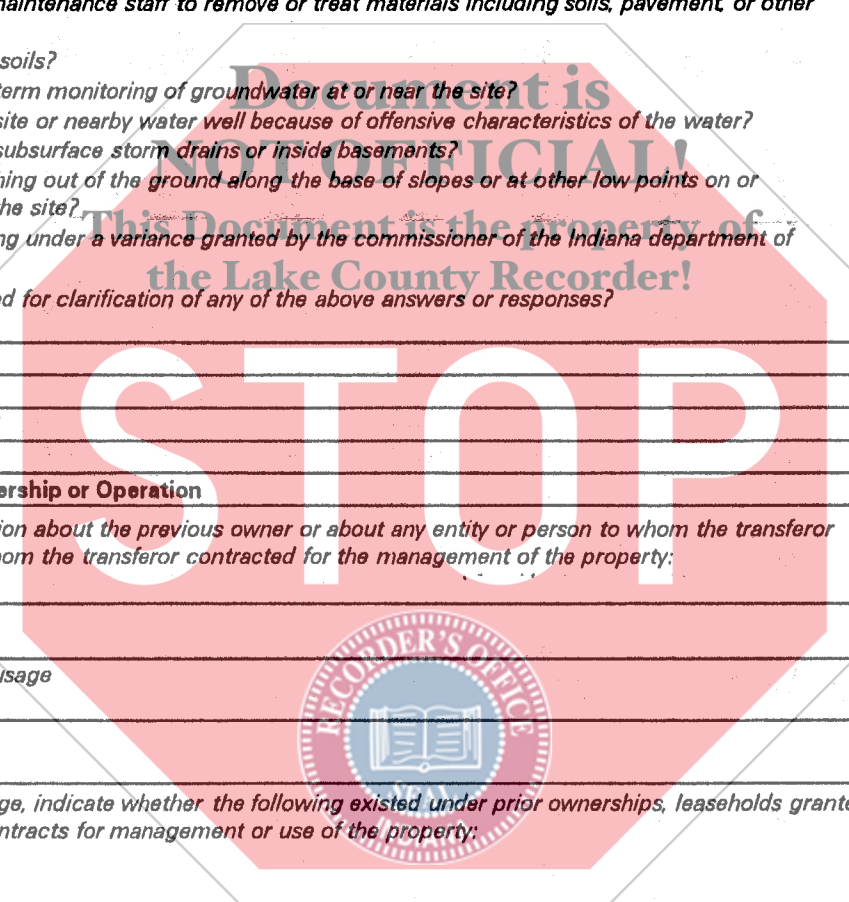 maintenance staff to remove or treat materials including soils, pavement, or other
soils?
Document is
term monitoring of groundwater at or near the site?
site or nearby water well because of offensive characteristics of the water?
subsurface storm drains or inside basements?
NOT OFFICIAL!
hing out of the ground along the base of slopes or at other low points on or
the site?
This Document is the property of
ng under a variance granted by the commissioner of the Indiana department of
the Lake County Recorder!
ed for clarification of any of the above answers or responses?
STOP
ership or Operation
ion about the previous owner or about any entity or person to whom the transferor
hom the transferor contracted for the management of the property:
RECORDER'S OFFICE
usage
SEAL
ge, indicate whether the following existed under prior ownerships, leaseholds grante
INDIANA
ntracts for management or use of the property: